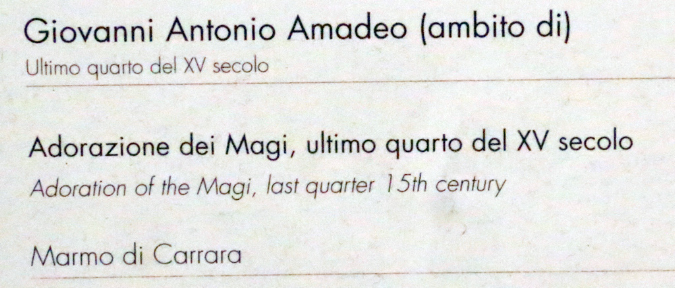 Giovanni Antonio Amadeo (ambito di)
Ultimo quarto del XV secolo
Adorazione dei Magi, ultimo quarto del XV secolo
Adoration of the Magi, last quarter 15th century
Marmo di Carrara